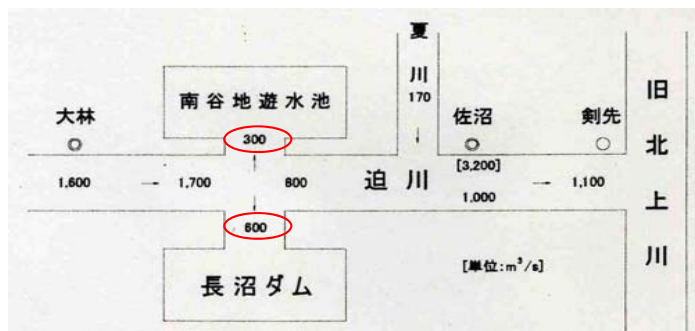 夏川
170
旧北上川
南谷地遊水池
300
大林
佐沼
剣先
[3,200]
1,600 → 1,700
800
迫川
1,000
→ 1,100
600
長沼ダム
[単位:m³/s]